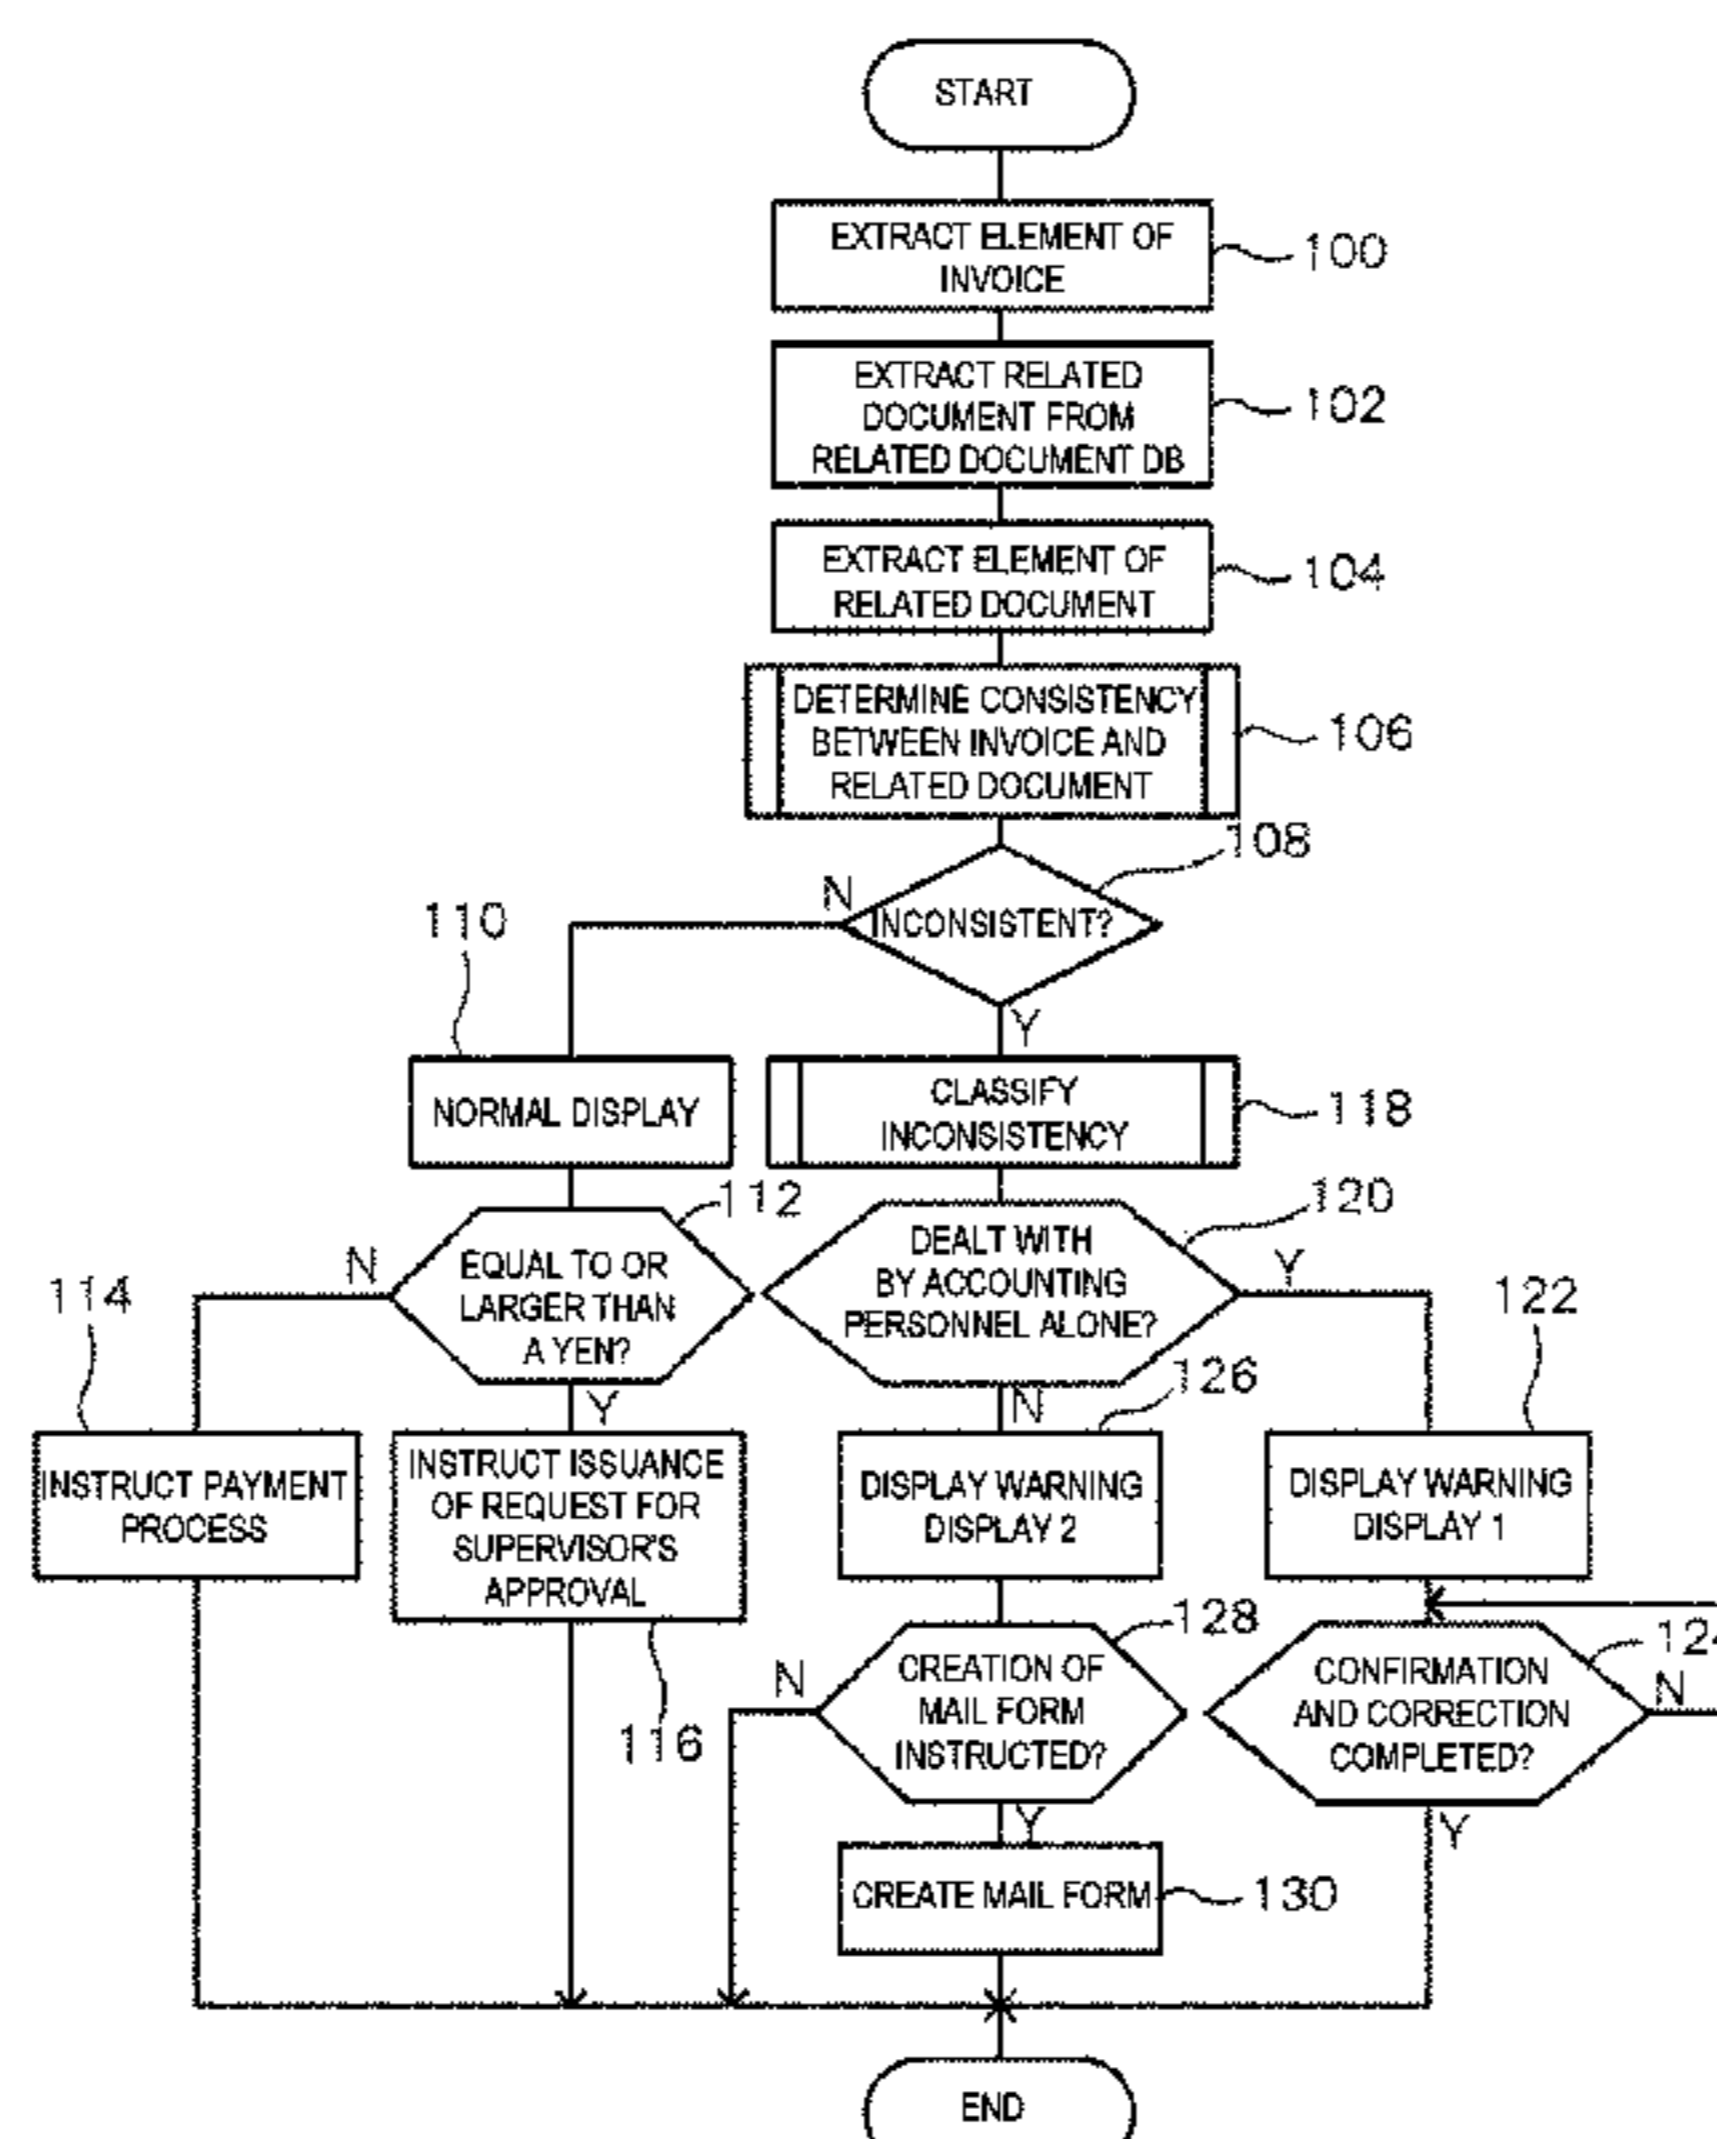 START
EXTRACT ELEMENT OF
INVOICE
100
EXTRACT RELATED
DOCUMENT FROM
RELATED DOCUMENT DB
102
EXTRACT ELEMENT OF
RELATED DOCUMENT
104
DETERMINE CONSISTENCY
BETWEEN INVOICE AND
RELATED DOCUMENT
106
108
N
INCONSISTENT?
Y
110
NORMAL DISPLAY
CLASSIFY
INCONSISTENCY
118
112
N
EQUAL TO OR
LARGER THAN
A YEN?
Y
120
DEALT WITH
BY ACCOUNTING
PERSONNEL ALONE?
Y
N
114
INSTRUCT PAYMENT
PROCESS
INSTRUCT ISSUANCE
OF REQUEST FOR
SUPERVISOR'S
APPROVAL
116
126
DISPLAY WARNING
DISPLAY 2
122
DISPLAY WARNING
DISPLAY 1
128
N
CREATION OF
MAIL FORM
INSTRUCTED?
Y
124
CONFIRMATION
AND CORRECTION
COMPLETED?
N
Y
CREATE MAIL FORM
130
END